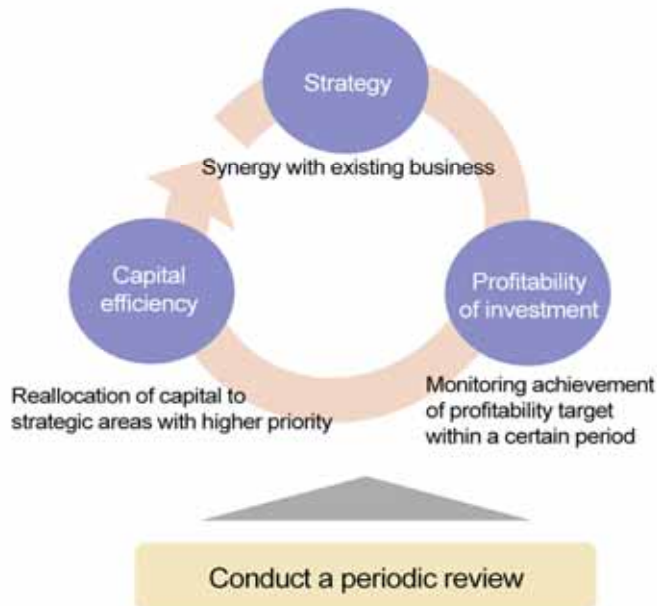 Strategy
Synergy with existing business
Capital
efficiency
Profitability
of investment
Reallocation of capital to
strategic areas with higher priority
Monitoring achievement
of profitability target
within a certain period
Conduct a periodic review